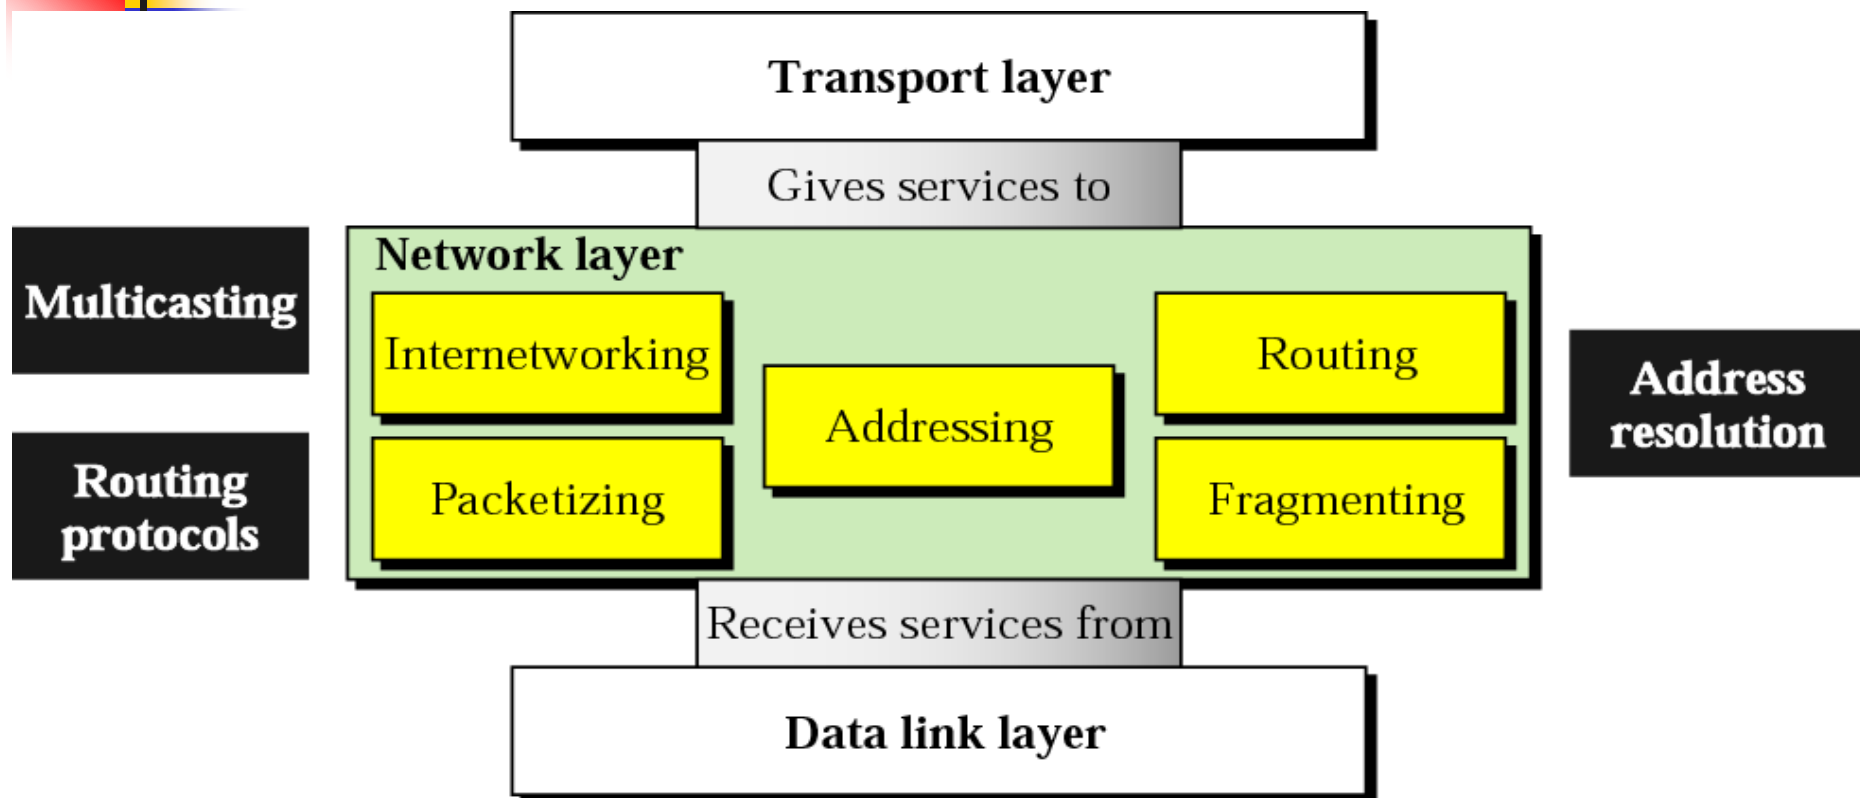 Transport layer
Gives services to
Multicasting
Routing
protocols
Network layer
Internetworking
Packetizing
Addressing
Routing
Fragmenting
Address
resolution
Receives services from
Data link layer